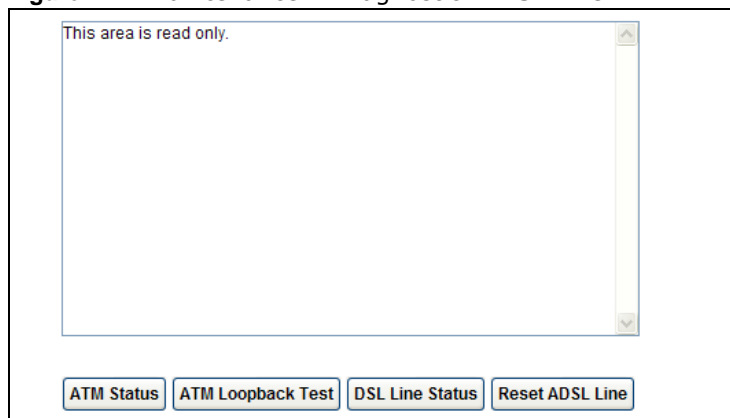 This area is read only.
ATM Status ATM Loopback Test DSL Line Status Reset ADSL Line